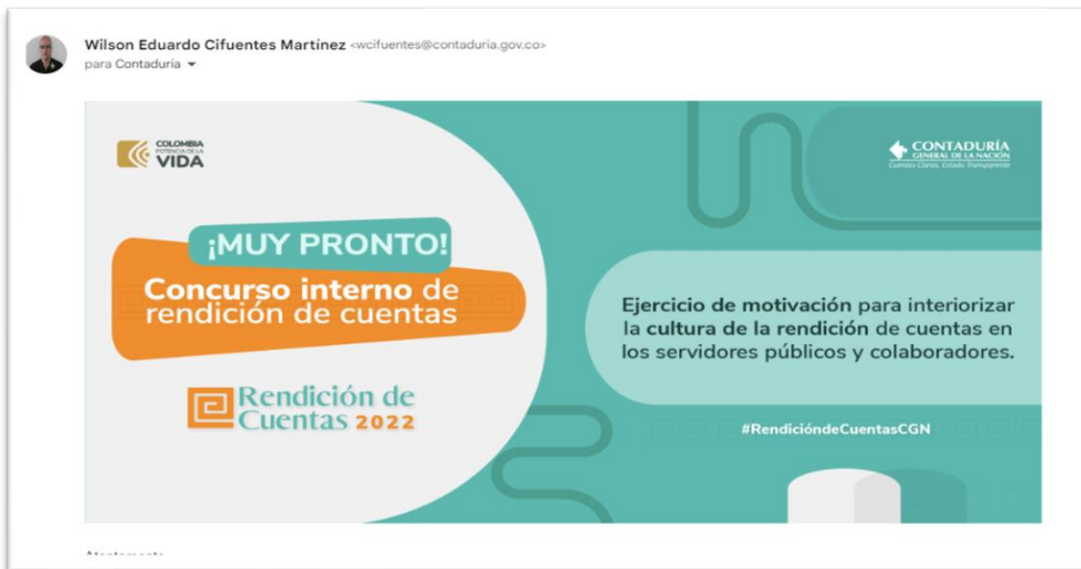 Wilson Eduardo Cifuentes Martínez <wcifuentes@contaduria.gov.co>
para Contaduría
COLOMBIA
POTENCIA DE LA
VIDA
CONTADURÍA
GENERAL DE LA NACIÓN
Cuentas Claras, Estado Transparente
¡MUY PRONTO!
Concurso interno de
rendición de cuentas
Rendición de
Cuentas 2022
Ejercicio de motivación para interiorizar
la cultura de la rendición de cuentas en
los servidores públicos y colaboradores.
#RendicióndeCuentasCGN